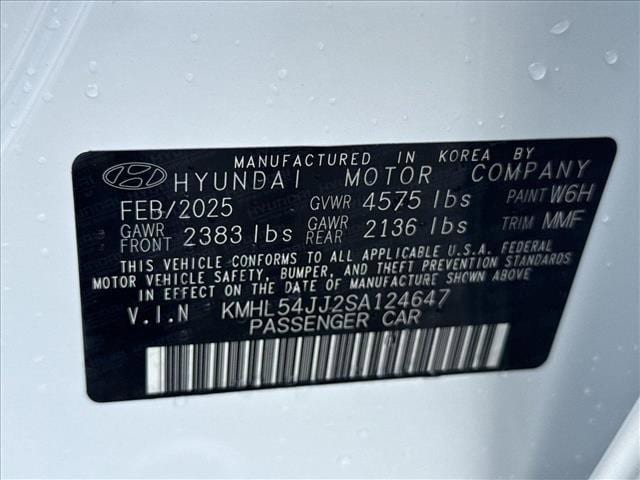 MANUFACTURED IN KOREA BY
HYUNDAI MOTOR COMPANY
FEB/2025 GVWR 4575 lbs PAINT W6H
GAWR FRONT 2383 lbs GAWR REAR 2136 lbs TRIM MMF
THIS VEHICLE CONFORMS TO ALL APPLICABLE U.S.A. FEDERAL
MOTOR VEHICLE SAFETY, BUMPER, AND THEFT PREVENTION STANDARDS
IN EFFECT ON THE DATE OF MANUFACTURE SHOWN ABOVE
V.I.N KMHL54JJ2SA124647
PASSENGER CAR